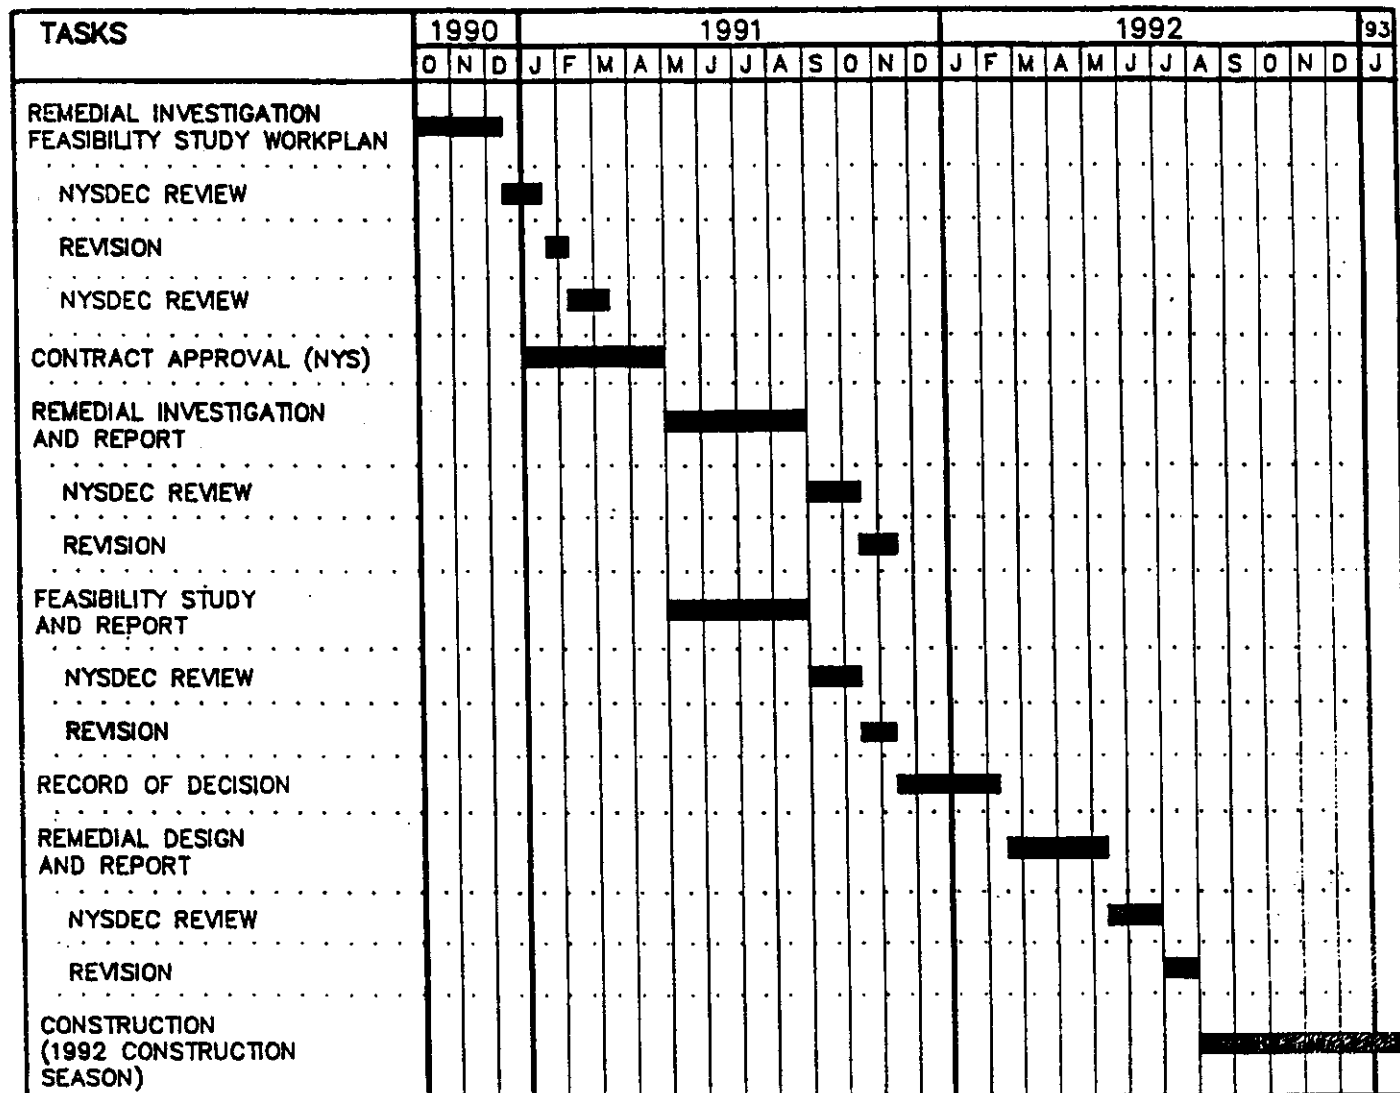 TASKS 1990 1991 1992 93
O N D J F M A M J J A S O N D J F M A M J J A S O N D J
REMEDIAL INVESTIGATION
FEASIBILITY STUDY WORKPLAN
NYSDEC REVIEW
REVISION
NYSDEC REVIEW
CONTRACT APPROVAL (NYS)
REMEDIAL INVESTIGATION
AND REPORT
NYSDEC REVIEW
REVISION
FEASIBILITY STUDY
AND REPORT
NYSDEC REVIEW
REVISION
RECORD OF DECISION
REMEDIAL DESIGN
AND REPORT
NYSDEC REVIEW
REVISION
CONSTRUCTION
(1992 CONSTRUCTION
SEASON)